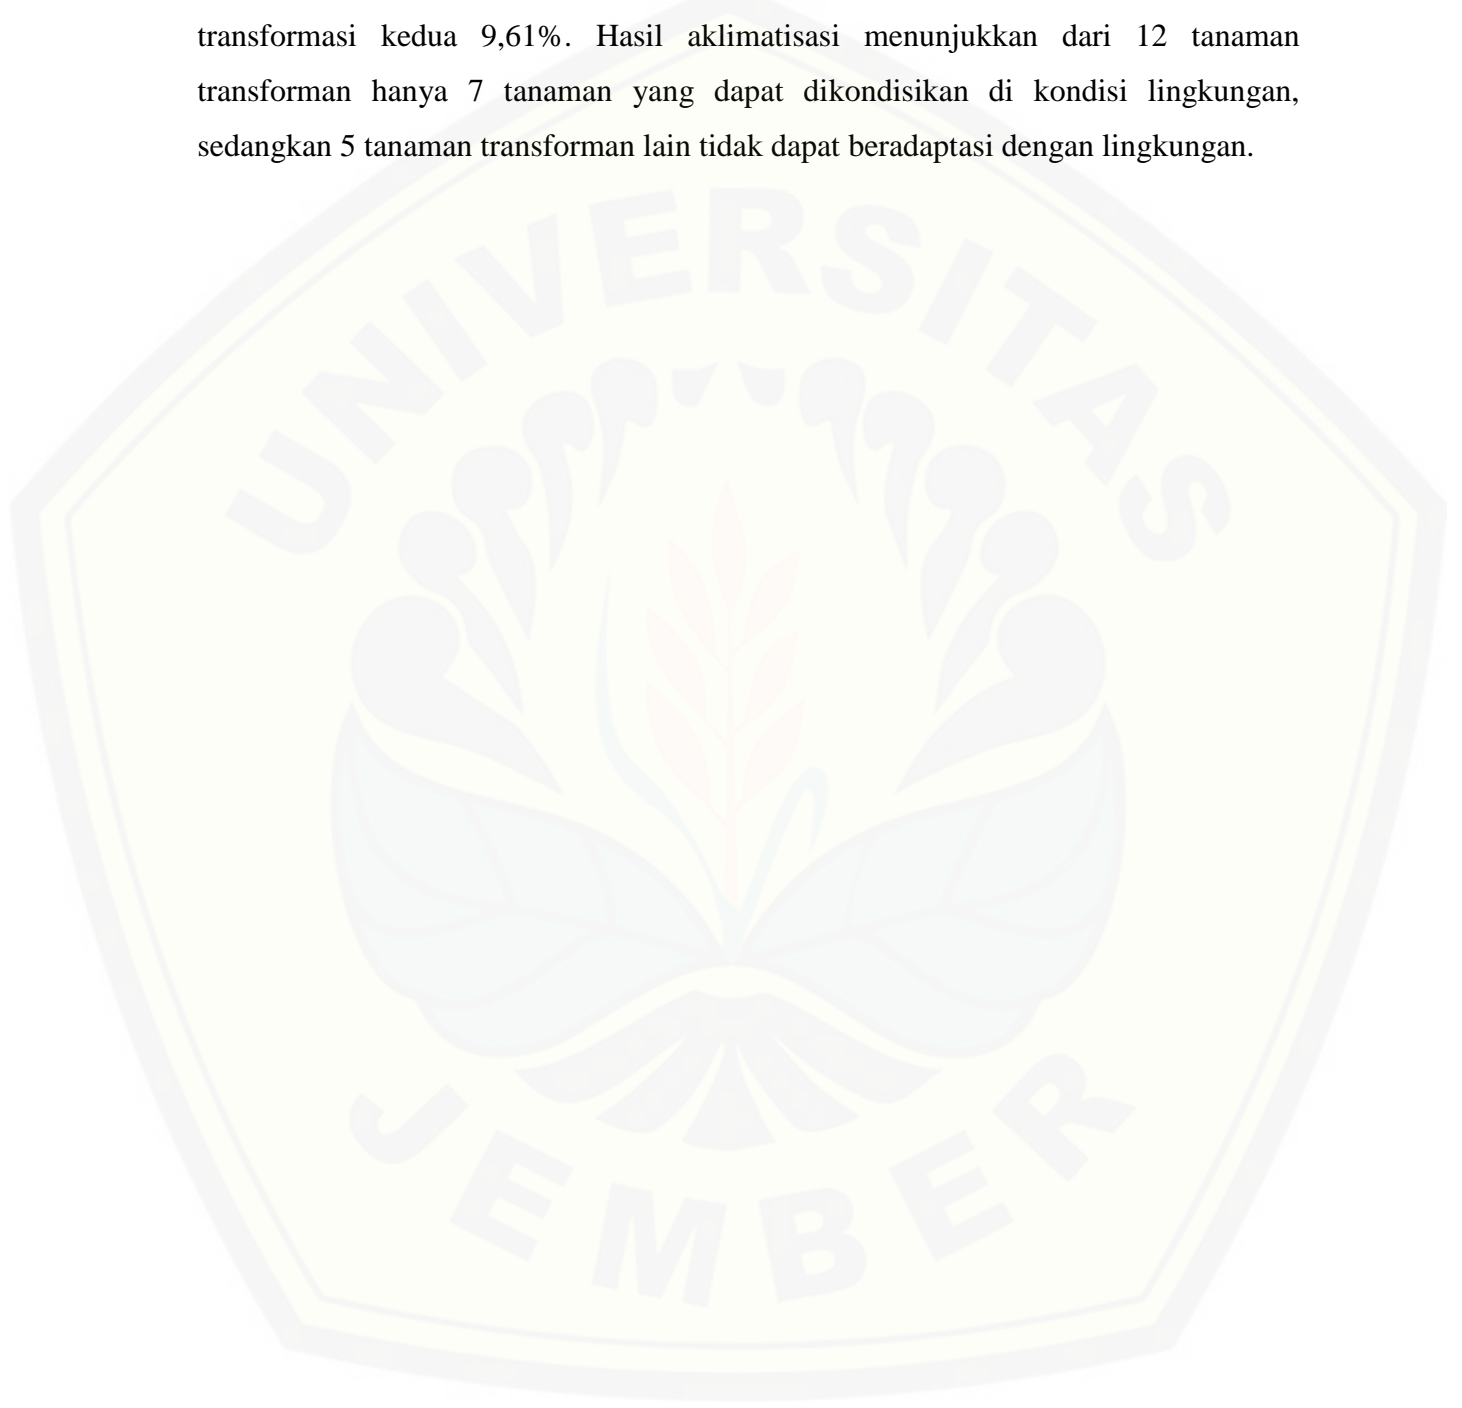 transformasi kedua 9,61%. Hasil aklimatisasi menunjukkan dari 12 tanaman
transforman hanya 7 tanaman yang dapat dikondisikan di kondisi lingkungan,
sedangkan 5 tanaman transforman lain tidak dapat beradaptasi dengan lingkungan.
UNIVERSITAS
JEMBER